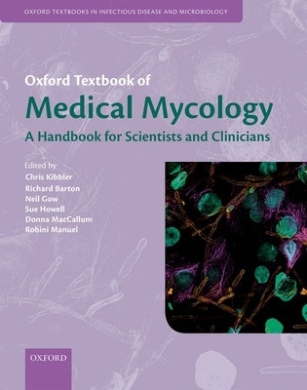 OXFORD TEXTBOOKS IN INFECTIOUS DISEASE AND MICROBIOLOGY
Oxford Textbook of
Medical Mycology
A Handbook for Scientists and Clinicians
Edited by
Chris Kibbler
Richard Barton
Neil Gow
Sue Howell
Donna MacCallum
Rohini Manuel
OXFORD